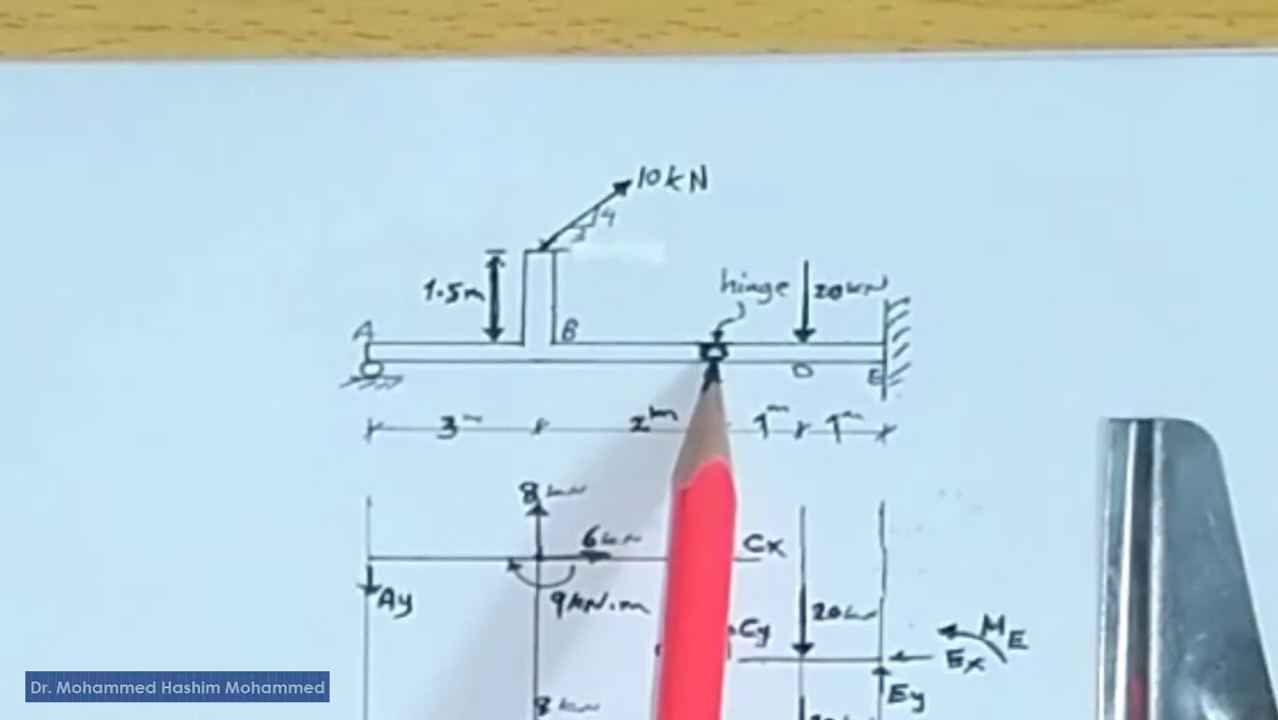 10kN
4
3
1.5m
hinge
20kN
A
B
D
E
3m
2m
1m
1m
8kN
6kN
Cx
Ay
9kN.m
Cy
20kN
ME
Ex
Ey
8kN
Dr. Mohammed Hashim Mohammed